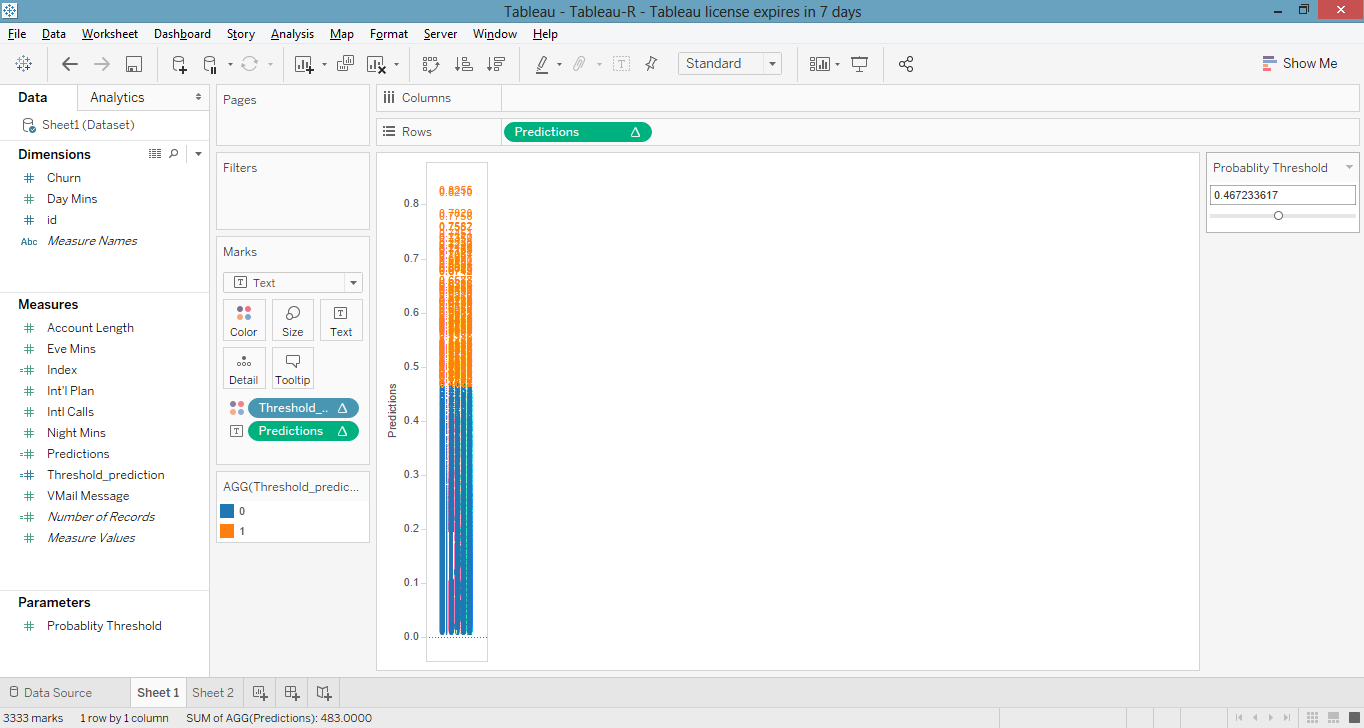 Tableau - Tableau-R - Tableau license expires in 7 days
File Data Worksheet Dashboard Story Analysis Map Format Server Window Help
Standard
Show Me
Data Analytics
Sheet1 (Dataset)
Dimensions
Churn
Day Mins
id
Abc Measure Names
Measures
Account Length
Eve Mins
Index
Int'l Plan
Intl Calls
Night Mins
Predictions
Threshold_prediction
VMail Message
Number of Records
Measure Values
Parameters
Probablity Threshold
Pages
Filters
Marks
T Text
Color Size Text
Detail Tooltip
Threshold_.. Δ
Predictions Δ
AGG(Threshold_predic...
0
1
Columns
Rows Predictions Δ
0.8255
0.8
0.7
0.6
0.5
0.4
0.3
0.2
0.1
0.0
Predictions
Probablity Threshold
0.467233617
Data Source Sheet 1 Sheet 2
3333 marks 1 row by 1 column SUM of AGG(Predictions): 483.0000